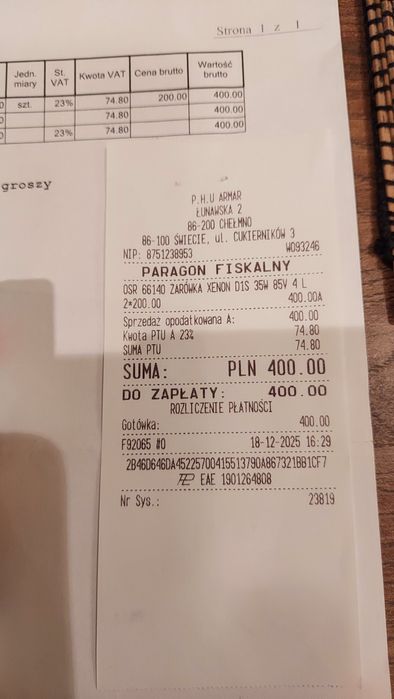 Strona 1 z 1
Jedn. miary St. VAT Kwota VAT Cena brutto Wartość brutto
0 szt. 23% 74.80 200.00 400.00
0 74.80 400.00
0 23% 74.80 400.00
groszy
P.H.U ARMAR
ŁUNAWSKA 2
86-200 CHEŁMNO
86-100 ŚWIECIE, ul. CUKIERNIKÓW 3
NIP: 8751238953 W093246
PARAGON FISKALNY
OSR 66140 ZARÓWKA XENON D1S 35W 85V 4 L
2*200.00 400.00A
Sprzedaż opodatkowana A: 400.00
Kwota PTU A 23% 74.80
SUMA PTU 74.80
SUMA: PLN 400.00
DO ZAPŁATY: 400.00
ROZLICZENIE PŁATNOŚCI
Gotówka: 400.00
F92065 #0 18-12-2025 16:29
2B46D646DA45225700415513790A867321BB1CF7
EAE 1901264808
Nr Sys.: 23819